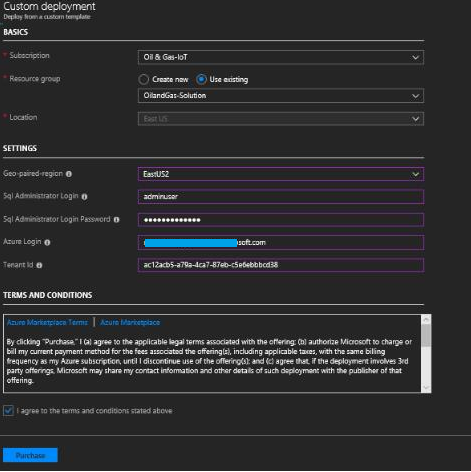 Custom deployment
Deploy from a custom template
BASICS
* Subscription
Oil & Gas-IoT
* Resource group
Create new Use existing
OilandGas-Solution
* Location
East US
SETTINGS
Geo-paired-region
EastUS2
Sql Administrator Login
adminuser
Sql Administrator Login Password
•••••••••••••
Azure Login
soft.com
Tenant Id
ac12acb5-a79a-4ca7-87eb-c5e6ebbbcd38
TERMS AND CONDITIONS
Azure Marketplace Terms | Azure Marketplace
By clicking "Purchase," I (a) agree to the applicable legal terms associated with the offering; (b) authorize Microsoft to charge or
bill my current payment method for the fees associated the offering(s), including applicable taxes, with the same billing
frequency as my Azure subscription, until I discontinue use of the offering(s); and (c) agree that, if the deployment involves 3rd
party offerings, Microsoft may share my contact information and other details of such deployment with the publisher of that
offering.
I agree to the terms and conditions stated above
Purchase